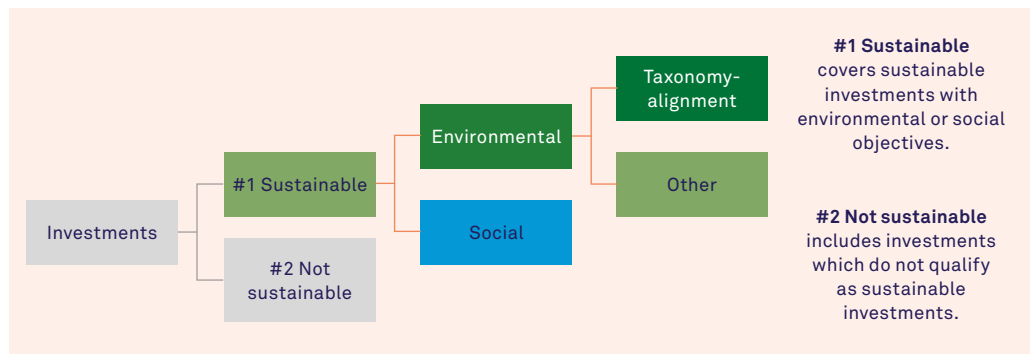 Investments
#1 Sustainable
#2 Not
sustainable
Environmental
Social
Taxonomy-
alignment
Other
#1 Sustainable
covers sustainable
investments with
environmental or social
objectives.
#2 Not sustainable
includes investments
which do not qualify
as sustainable
investments.